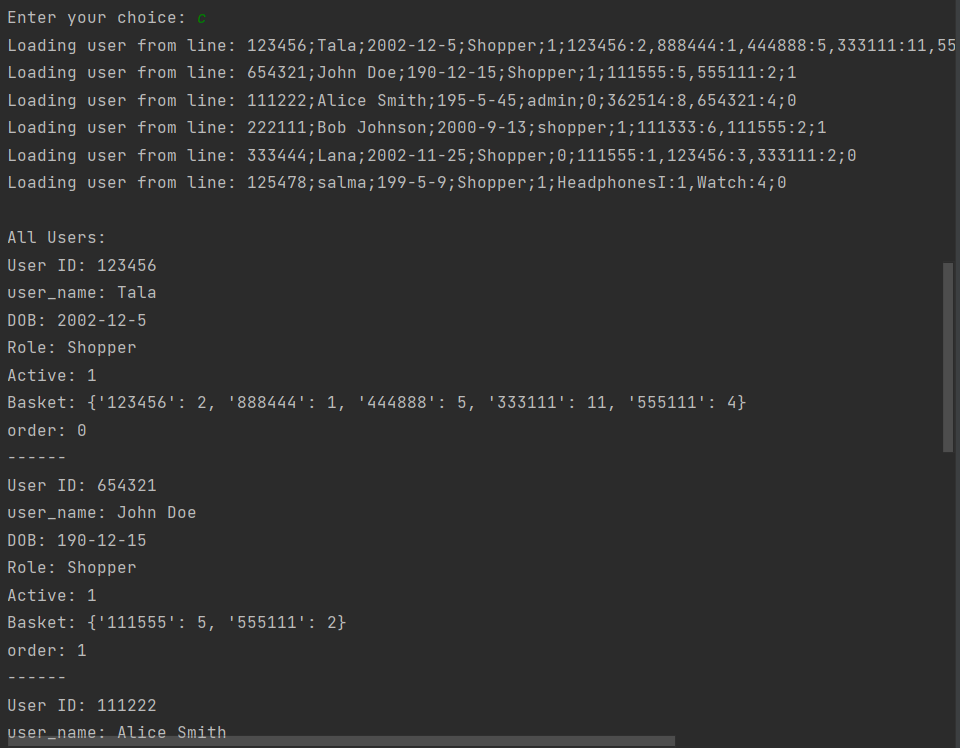 Enter your choice: c
Loading user from line: 123456;Tala;2002-12-5;Shopper;1;123456:2,888444:1,444888:5,333111:11,55
Loading user from line: 654321;John Doe;190-12-15;Shopper;1;111555:5,555111:2;1
Loading user from line: 111222;Alice Smith;195-5-45;admin;0;362514:8,654321:4;0
Loading user from line: 222111;Bob Johnson;2000-9-13;shopper;1;111333:6,111555:2;1
Loading user from line: 333444;Lana;2002-11-25;Shopper;0;111555:1,123456:3,333111:2;0
Loading user from line: 125478;salma;199-5-9;Shopper;1;HeadphonesI:1,Watch:4;0
All Users:
User ID: 123456
user_name: Tala
DOB: 2002-12-5
Role: Shopper
Active: 1
Basket: {'123456': 2, '888444': 1, '444888': 5, '333111': 11, '555111': 4}
order: 0
------
User ID: 654321
user_name: John Doe
DOB: 190-12-15
Role: Shopper
Active: 1
Basket: {'111555': 5, '555111': 2}
order: 1
------
User ID: 111222
user_name: Alice Smith